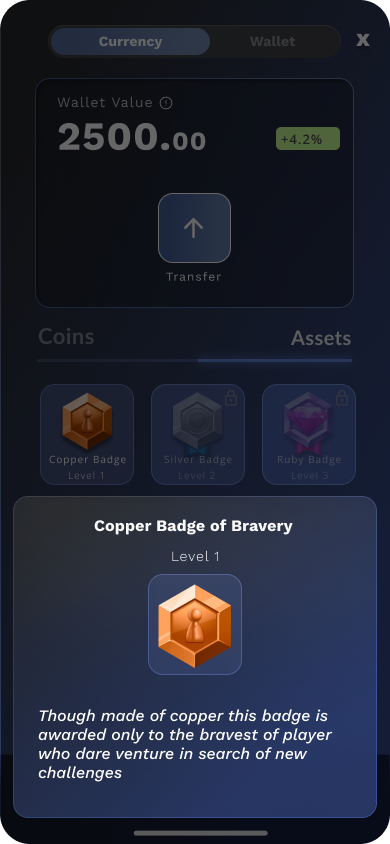 Currency
Wallet
X
Wallet Value
2500.00
+4.2%
Transfer
Coins
Assets
Copper Badge
Level 1
Silver Badge
Level 2
Ruby Badge
Level 3
Copper Badge of Bravery
Level 1
Though made of copper this badge is
awarded only to the bravest of player
who dare venture in search of new
challenges